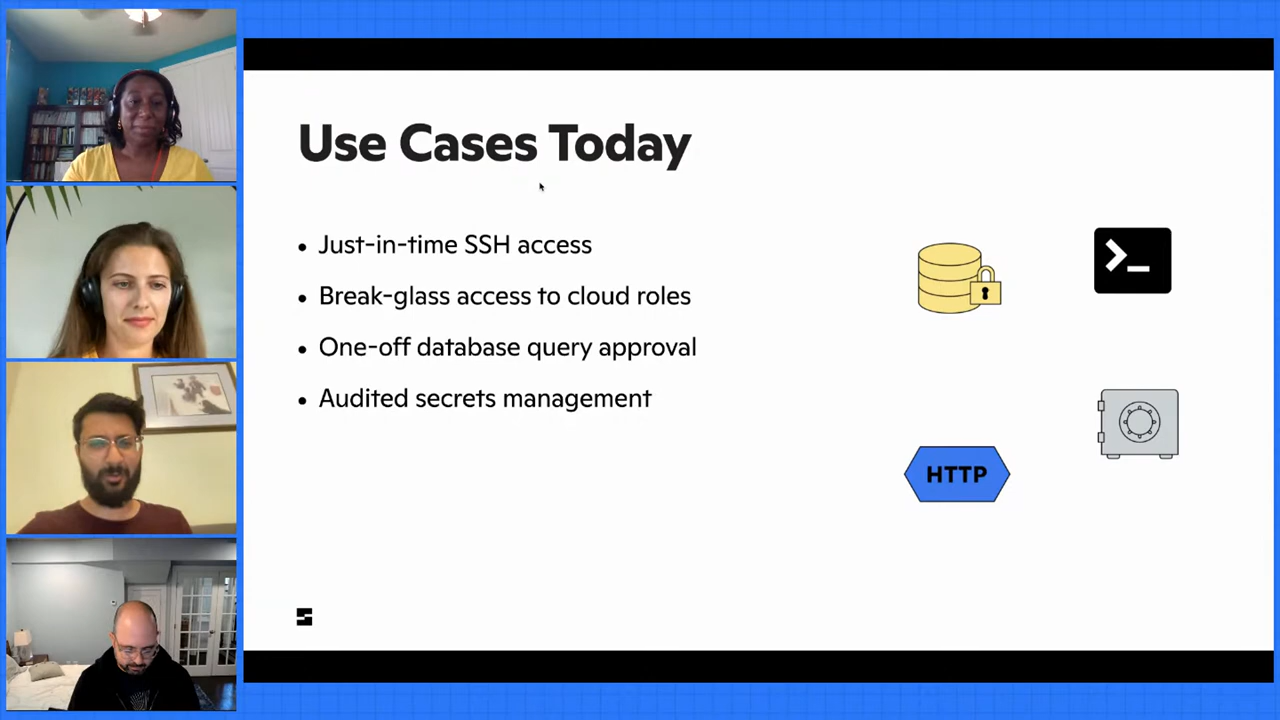 Use Cases Today
• Just-in-time SSH access
• Break-glass access to cloud roles
• One-off database query approval
• Audited secrets management
HTTP